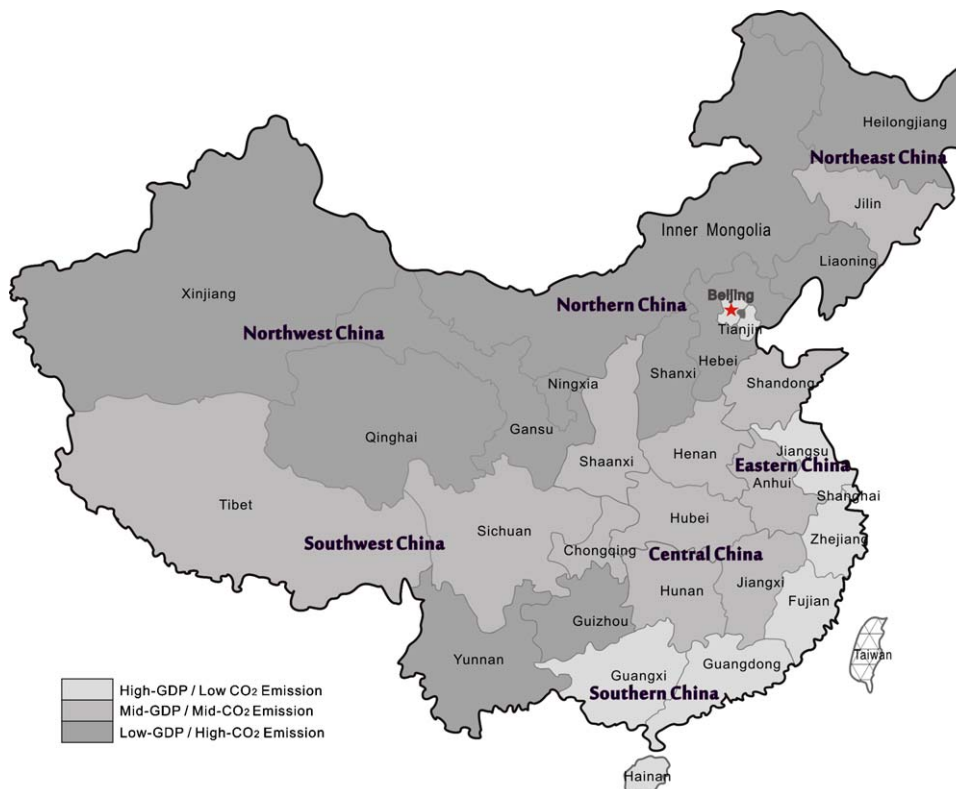 Heilongjiang
Northeast China
Jilin
Inner Mongolia
Liaoning
Xinjiang
Beijing
Northern China
Northwest China
Tianjin
Hebei
Shanxi
Ningxia
Shandong
Qinghai
Gansu
Shaanxi
Henan
Jiangsu
Eastern China
Anhui
Shanghai
Tibet
Sichuan
Hubei
Zhejiang
Southwest China
Chongqing
Central China
Hunan
Jiangxi
Fujian
Guizhou
Yunnan
Taiwan
Guangxi
Guangdong
Southern China
High-GDP / Low CO₂ Emission
Mid-GDP / Mid-CO₂ Emission
Low-GDP / High-CO₂ Emission
Hainan